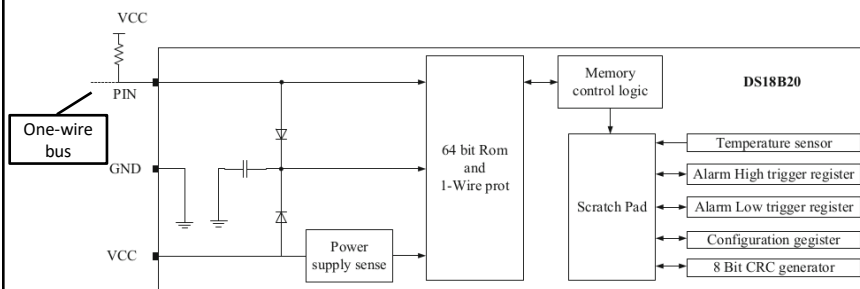 VCC
PIN
One-wire
bus
GND
VCC
Power
supply sense
64 bit Rom
and
1-Wire prot
Memory
control logic
DS18B20
Scratch Pad
Temperature sensor
Alarm High trigger register
Alarm Low trigger register
Configuration gegister
8 Bit CRC generator